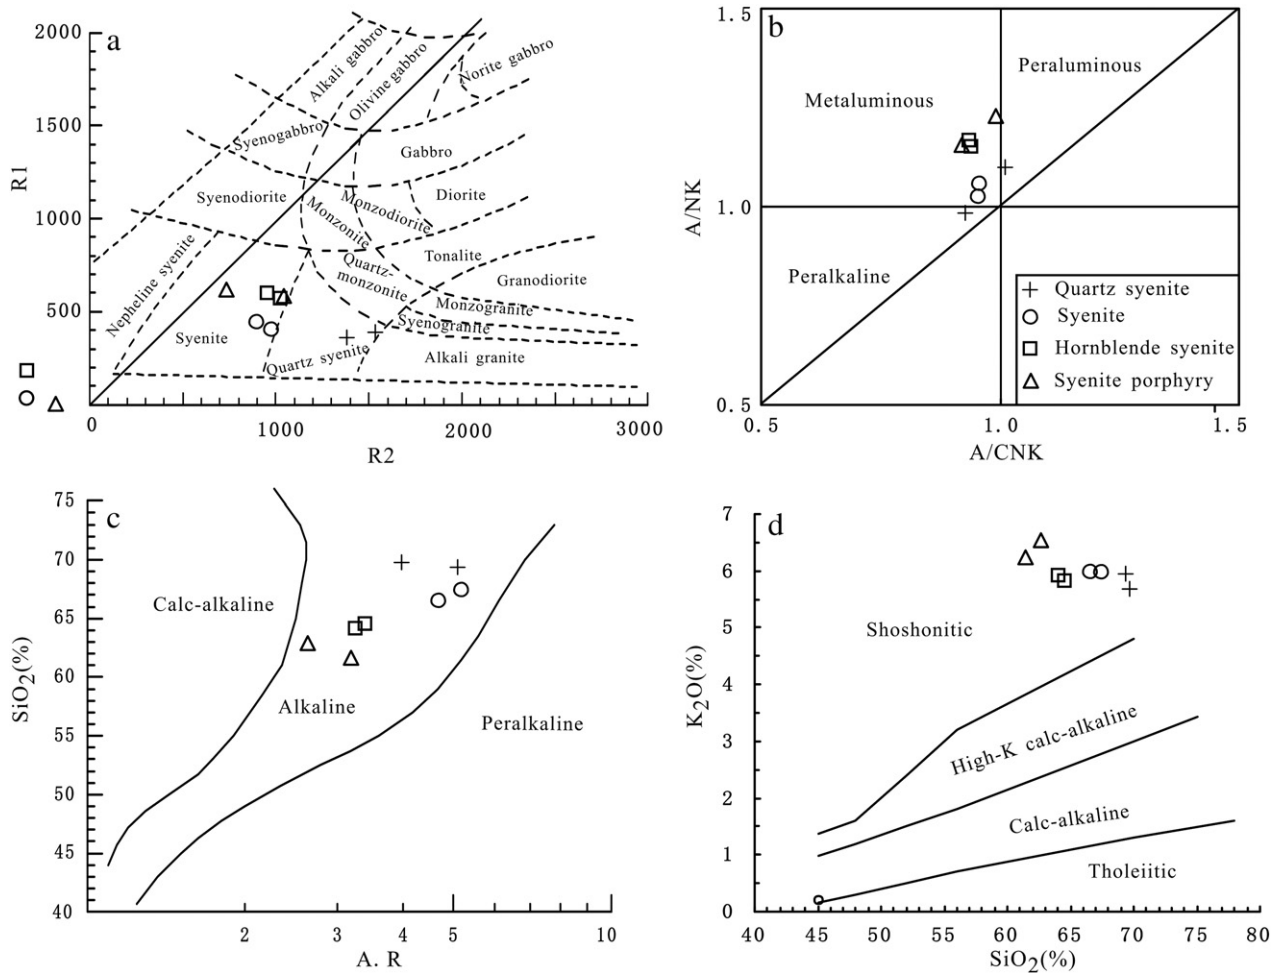 a
2000
1500
1000
500
R1
Alkali gabbro
Olivine gabbro
Norite gabbro
Syenogabbro
Gabbro
Syenodiorite
Monzodiorite
Diorite
Monzonite
Nepheline syenite
Quartz-
monzonite
Tonalite
Granodiorite
Monzogranite
Syenogranite
Syenite
Quartz syenite
Alkali granite
0
1000
2000
3000
R2
b
1.5
1.0
0.5
A/NK
Peraluminous
Metaluminous
Peralkaline
Quartz syenite
Syenite
Hornblende syenite
Syenite porphyry
0.5
1.0
1.5
A/CNK
c
75
70
65
60
55
50
45
40
SiO2(%)
Calc-alkaline
Alkaline
Peralkaline
2
3
4
5
10
A. R
d
7
6
5
4
3
2
1
0
K2O(%)
Shoshonitic
High-K calc-alkaline
Calc-alkaline
Tholeiitic
40
45
50
55
60
65
70
75
80
SiO2(%)